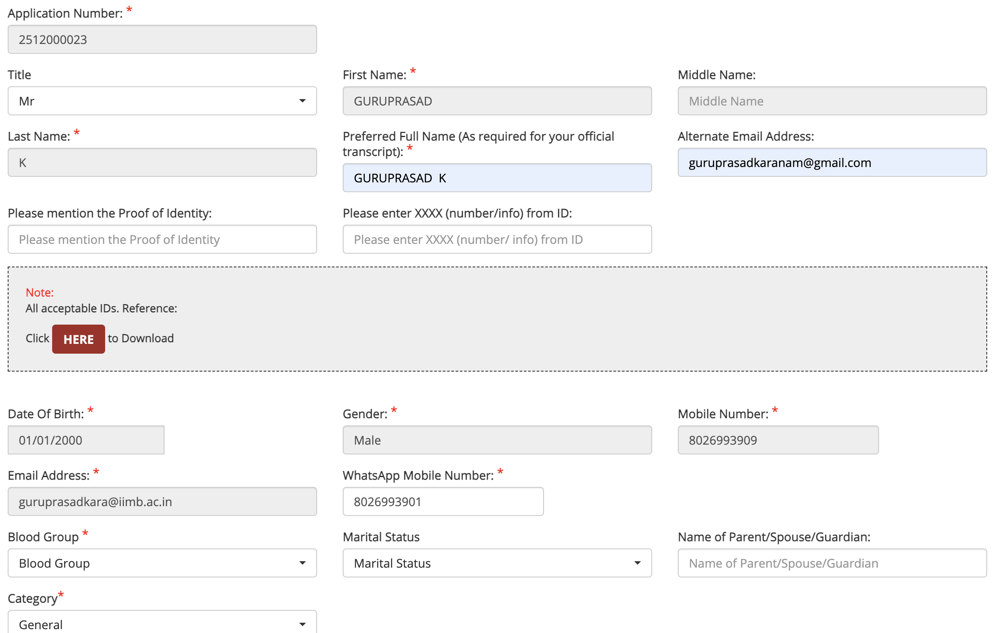 Application Number: *
2512000023
Title
First Name: *
Middle Name:
Mr
GURUPRASAD
Middle Name
Last Name: *
Preferred Full Name (As required for your official
transcript): *
Alternate Email Address:
K
GURUPRASAD  K
guruprasadkaranam@gmail.com
Please mention the Proof of Identity:
Please enter XXXX (number/info) from ID:
Please mention the Proof of Identity
Please enter XXXX (number/ info) from ID
Note:
All acceptable IDs. Reference:
Click HERE to Download
Date Of Birth: *
Gender: *
Mobile Number: *
01/01/2000
Male
8026993909
Email Address: *
WhatsApp Mobile Number: *
guruprasadkara@iimb.ac.in
8026993901
Blood Group *
Marital Status
Name of Parent/Spouse/Guardian:
Blood Group
Marital Status
Name of Parent/Spouse/Guardian
Category*
General